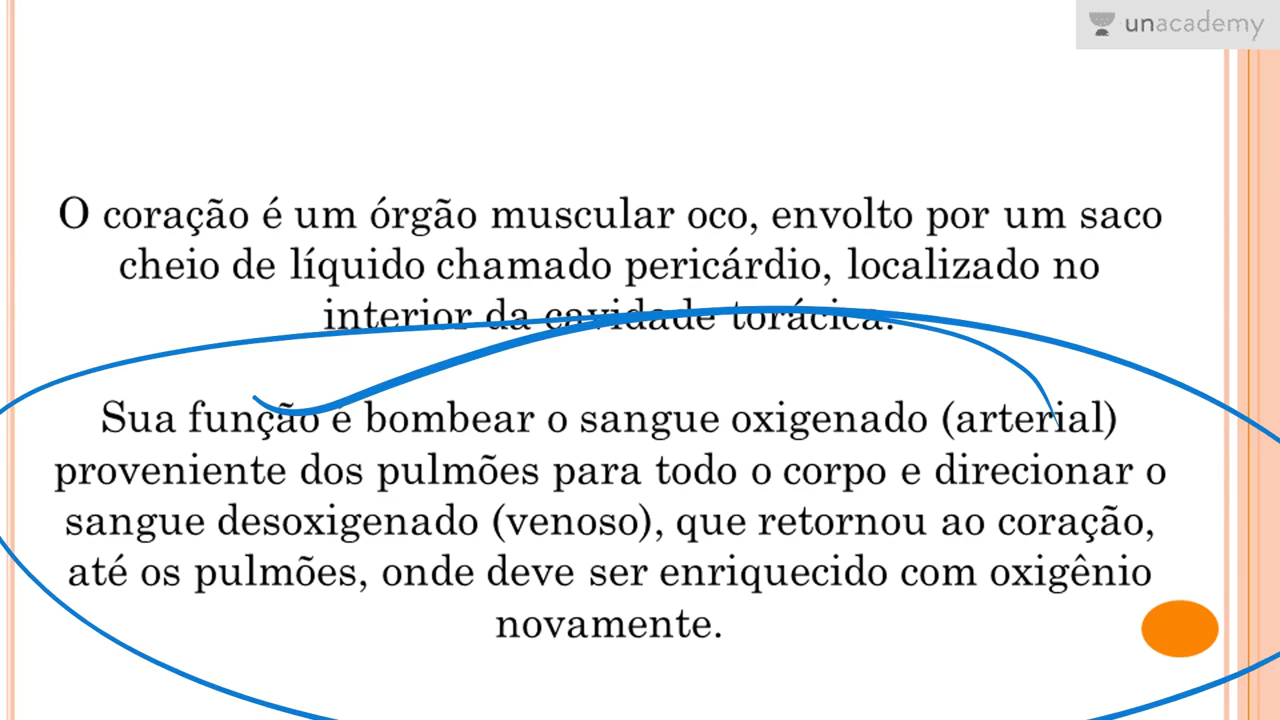 unacademy
O coração é um órgão muscular oco, envolto por um saco
cheio de líquido chamado pericárdio, localizado no
interior da cavidade torácica.
Sua função é bombear o sangue oxigenado (arterial)
proveniente dos pulmões para todo o corpo e direcionar o
sangue desoxigenado (venoso), que retornou ao coração,
até os pulmões, onde deve ser enriquecido com oxigênio
novamente.